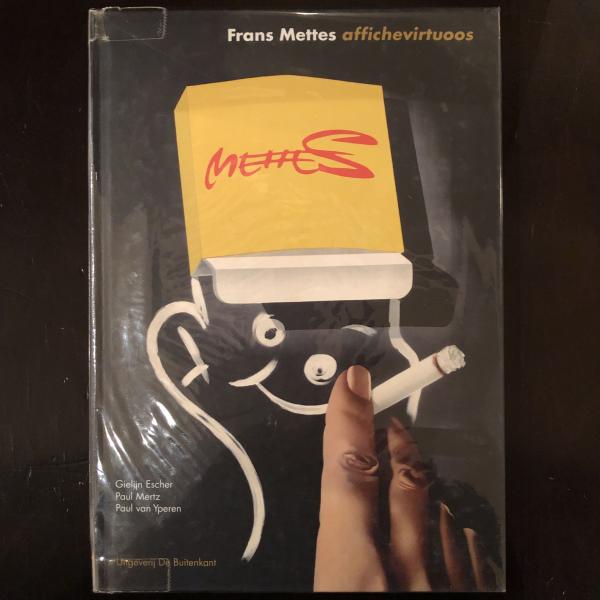 Frans Mettes affichevirtuoos
METTES
Gielijn Escher
Paul Mertz
Paul van Yperen
Uitgeverij De Buitenkant